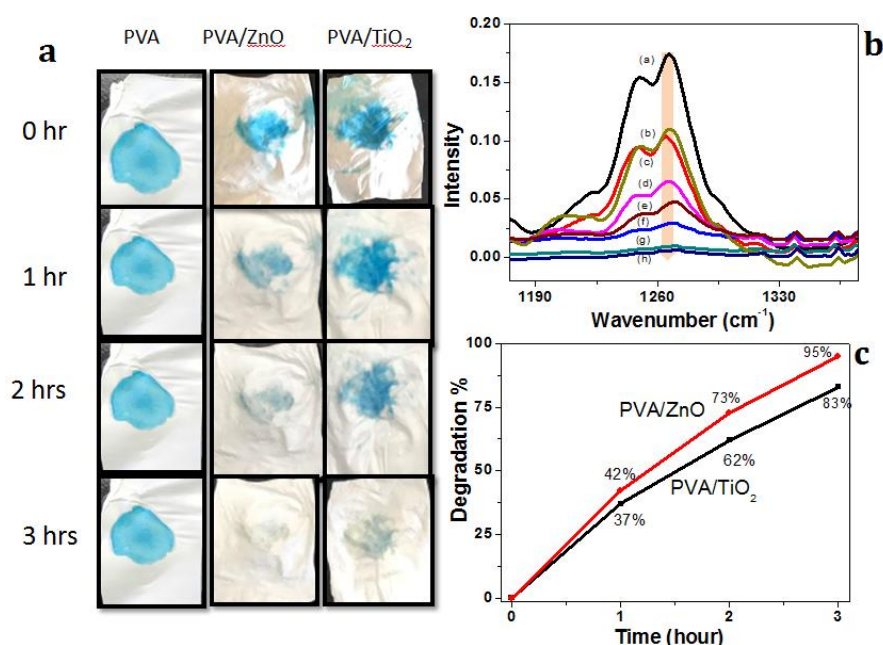 a
PVA PVA/ZnO PVA/TiO2
0 hr
1 hr
2 hrs
3 hrs
b
Intensity
0.20
0.15
0.10
0.05
0.00
(a)
(b)
(c)
(d)
(e)
(f)
(g)
(h)
1190 1260 1330
Wavenumber (cm-1)
c
Degradation %
100
75
50
25
0
95%
83%
73%
PVA/ZnO
62%
PVA/TiO2
42%
37%
0 1 2 3
Time (hour)